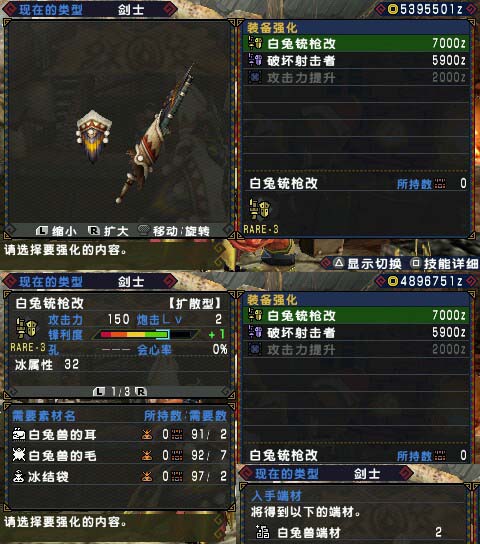 现在的类型 剑士
5395501z
装备强化
白兔铳枪改 7000z
破坏射击者 5900z
攻击力提升 2000z
白兔铳枪改 所持数 0
RARE-3
L 缩小 R 扩大 移动/旋转
请选择要强化的内容。
△显示切换 □技能详细
现在的类型 剑士
4896751z
白兔铳枪改 【扩散型】
攻击力 150 炮击Lv 2
锋利度 +1
RARE-3
孔 --- 会心率 0%
冰属性 32
L 1/3 R
需要素材名 所持数/需要数
白兔兽的耳 0 91/ 2
白兔兽的毛 0 92/ 7
冰结袋 0 97/ 2
请选择要强化的内容。
装备强化
白兔铳枪改 7000z
破坏射击者 5900z
攻击力提升 2000z
白兔铳枪改 所持数 0
现在的类型 剑士
入手端材
将得到以下的端材。
白兔兽端材 2